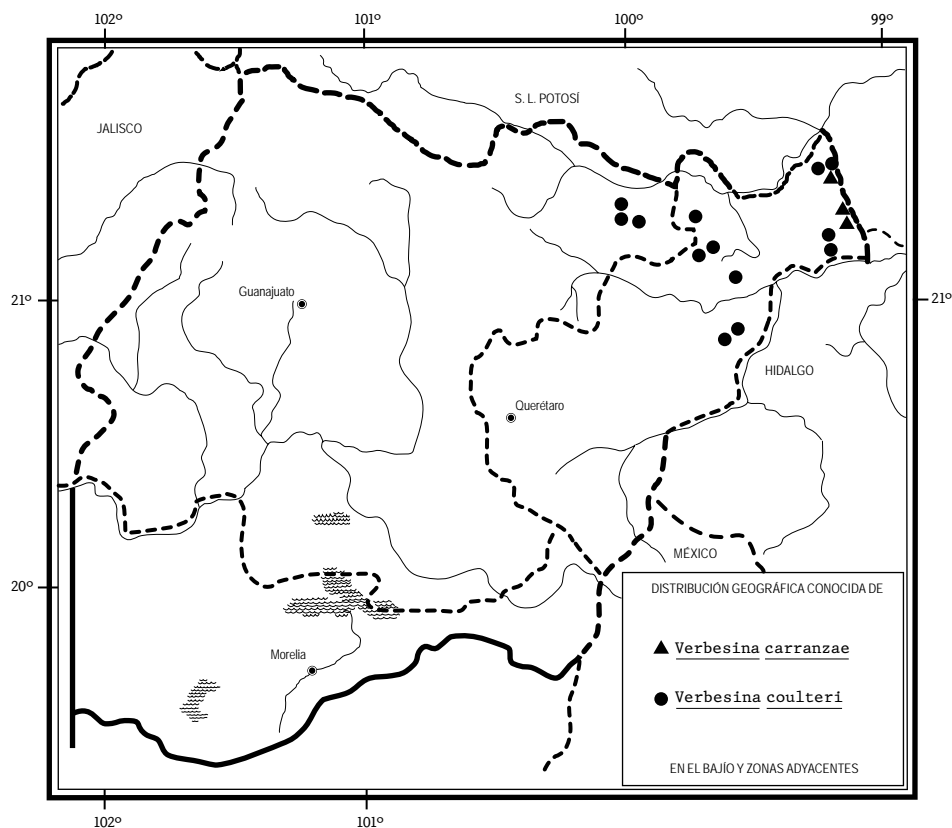 102º 101º 100º 99º
S. L. POTOSÍ
JALISCO
Guanajuato
21º
21º
HIDALGO
Querétaro
MÉXICO
20º
DISTRIBUCIÓN GEOGRÁFICA CONOCIDA DE
Verbesina carranzae
Morelia
Verbesina coulteri
EN EL BAJÍO Y ZONAS ADYACENTES
102º 101º